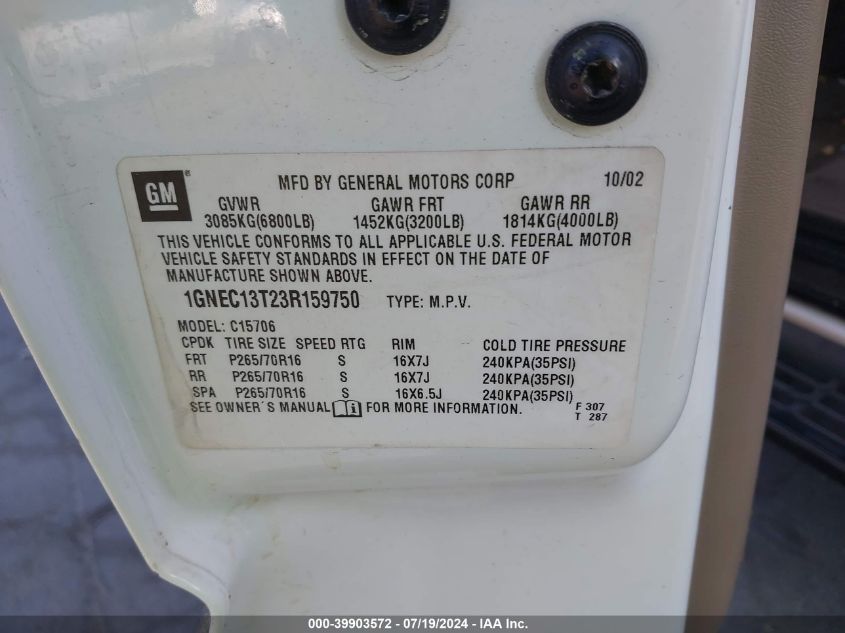 GM ®
MFD BY GENERAL MOTORS CORP 10/02
GVWR GAWR FRT GAWR RR
3085KG(6800LB) 1452KG(3200LB) 1814KG(4000LB)
THIS VEHICLE CONFORMS TO ALL APPLICABLE U.S. FEDERAL MOTOR
VEHICLE SAFETY STANDARDS IN EFFECT ON THE DATE OF
MANUFACTURE SHOWN ABOVE.
1GNEC13T23R159750 TYPE: M.P.V.
MODEL: C15706
CPDK TIRE SIZE SPEED RTG RIM COLD TIRE PRESSURE
FRT P265/70R16 S 16X7J 240KPA(35PSI)
RR P265/70R16 S 16X7J 240KPA(35PSI)
SPA P265/70R16 S 16X6.5J 240KPA(35PSI)
SEE OWNER'S MANUAL FOR MORE INFORMATION.
F 307
T 287
000-39903572 - 07/19/2024 - IAA Inc.